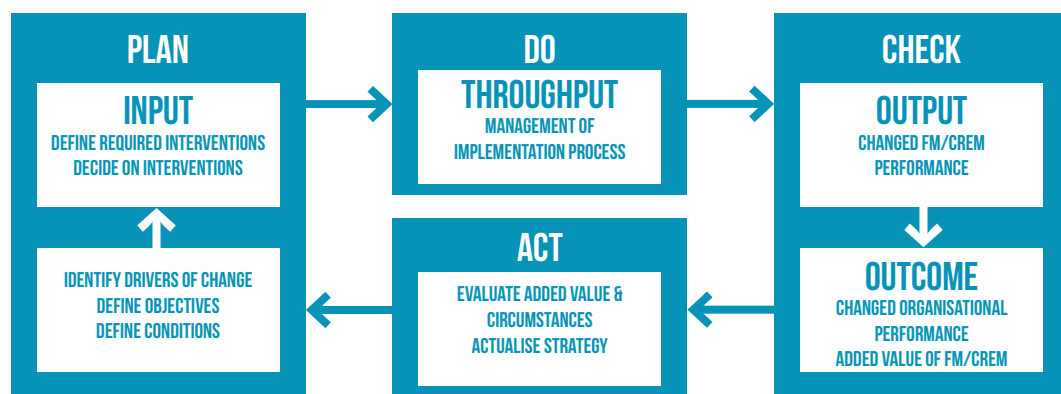 PLAN
INPUT
DEFINE REQUIRED INTERVENTIONS
DECIDE ON INTERVENTIONS
IDENTIFY DRIVERS OF CHANGE
DEFINE OBJECTIVES
DEFINE CONDITIONS
DO
THROUGHPUT
MANAGEMENT OF
IMPLEMENTATION PROCESS
CHECK
OUTPUT
CHANGED FM/CREM
PERFORMANCE
OUTCOME
CHANGED ORGANISATIONAL
PERFORMANCE
ADDED VALUE OF FM/CREM
ACT
EVALUATE ADDED VALUE &
CIRCUMSTANCES
ACTUALISE STRATEGY